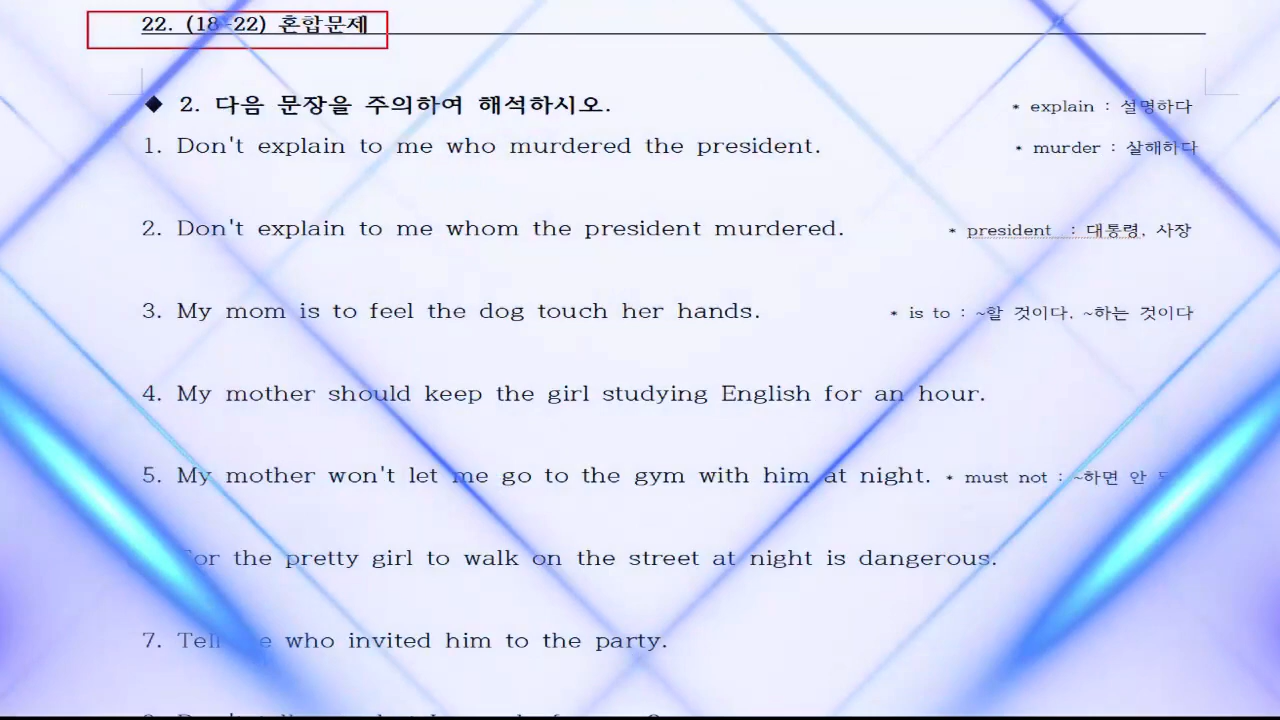 22. (18-22) 혼합문제
◆ 2. 다음 문장을 주의하여 해석하시오.
* explain : 설명하다
1. Don't explain to me who murdered the president.
* murder : 살해하다
2. Don't explain to me whom the president murdered.
* president : 대통령, 사장
3. My mom is to feel the dog touch her hands.
* is to : ~할 것이다, ~하는 것이다
4. My mother should keep the girl studying English for an hour.
5. My mother won't let me go to the gym with him at night.
* must not : ~하면 안
For the pretty girl to walk on the street at night is dangerous.
7. Tell me who invited him to the party.